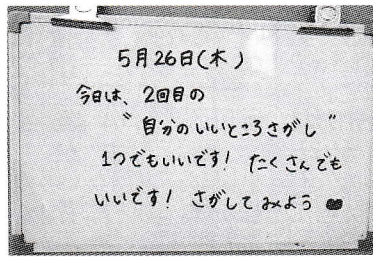 5月26日(木)
今日は、2回目の
〝自分のいいところさがし〟
1つでもいいです! たくさんでも
いいです! さがしてみよう